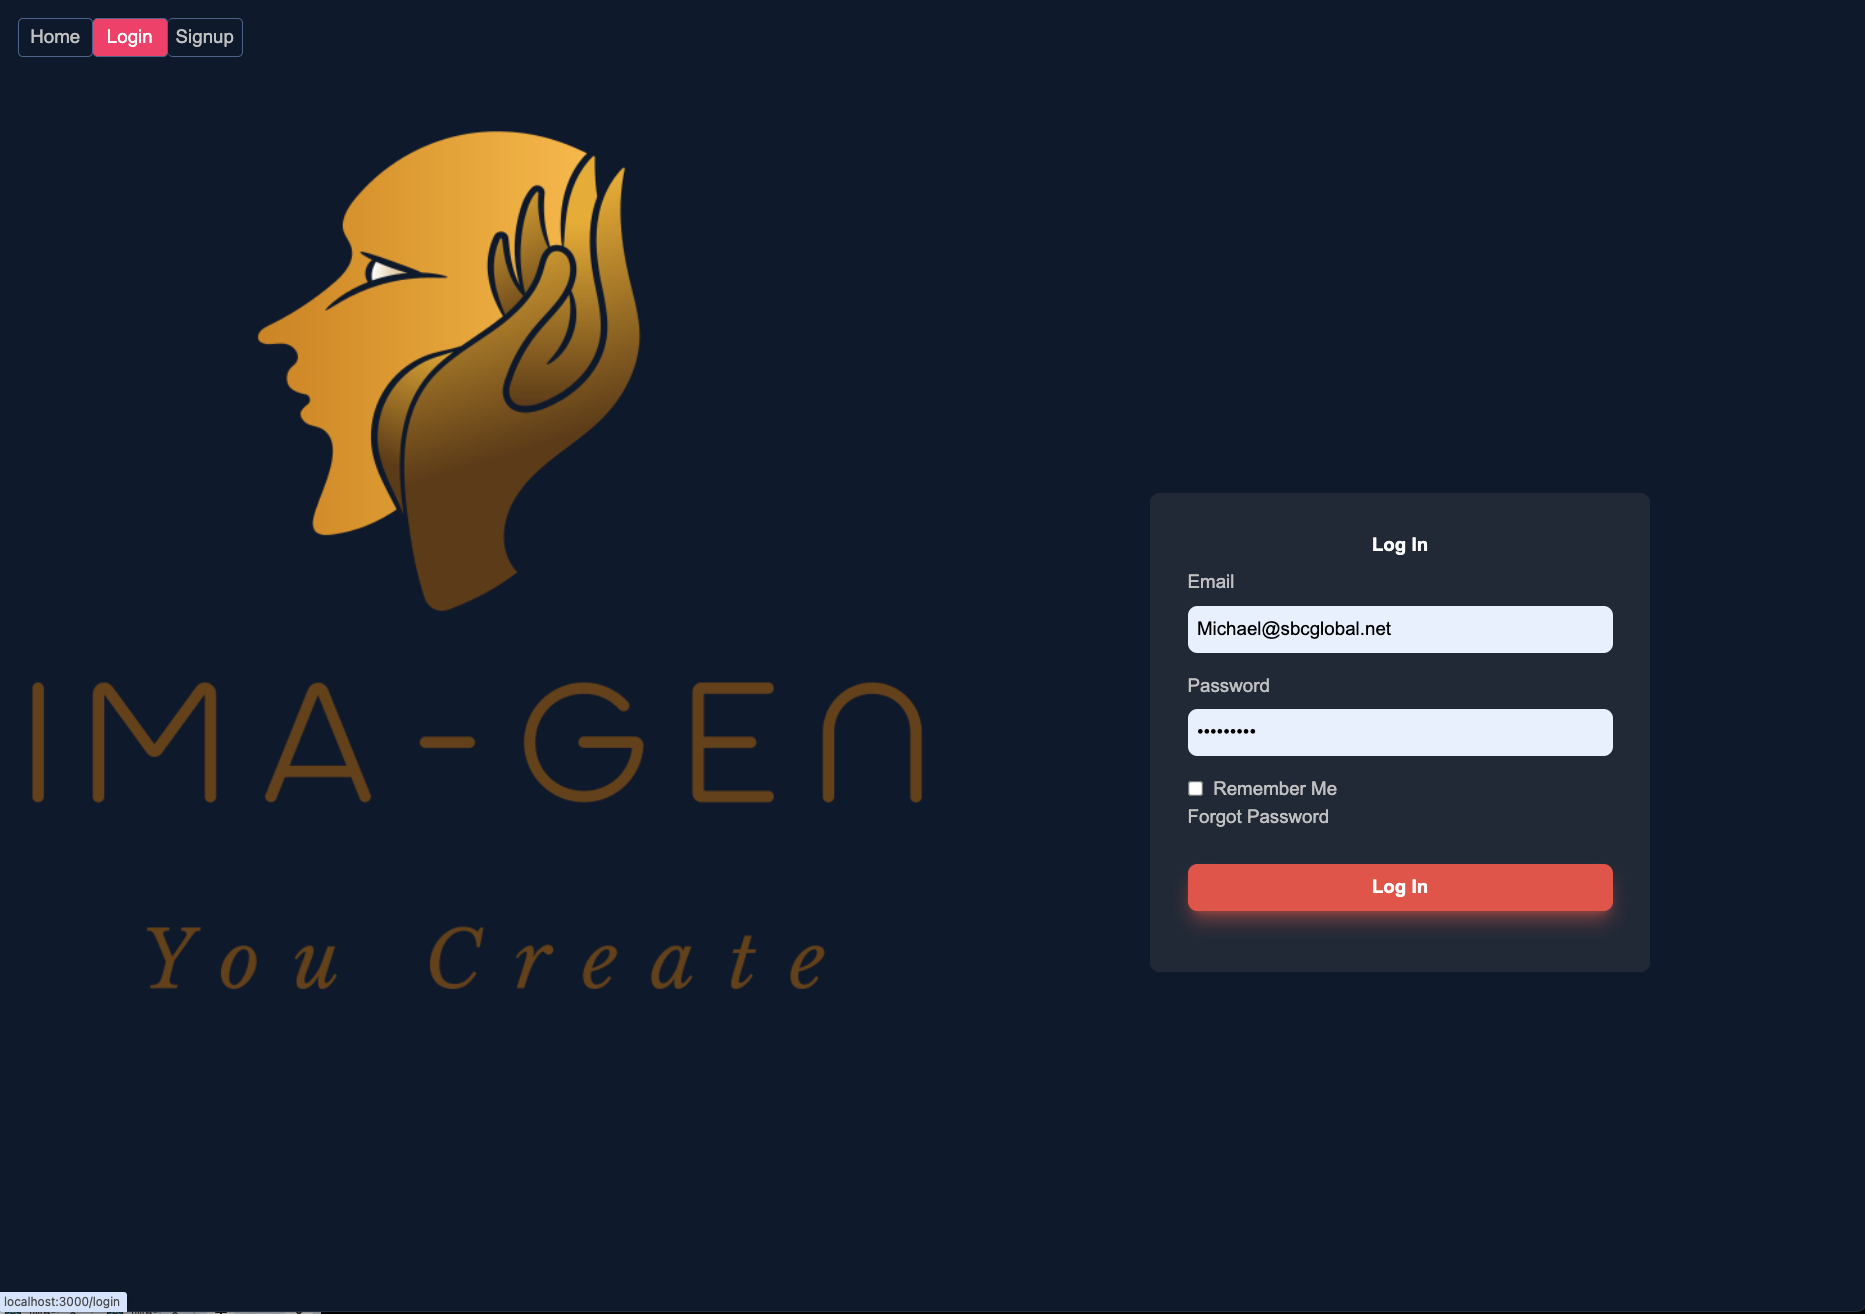 Home Login Signup
IMA-GEN
You Create
Log In
Email
Michael@sbcglobal.net
Password
•••••••••
Remember Me
Forgot Password
Log In
localhost:3000/login